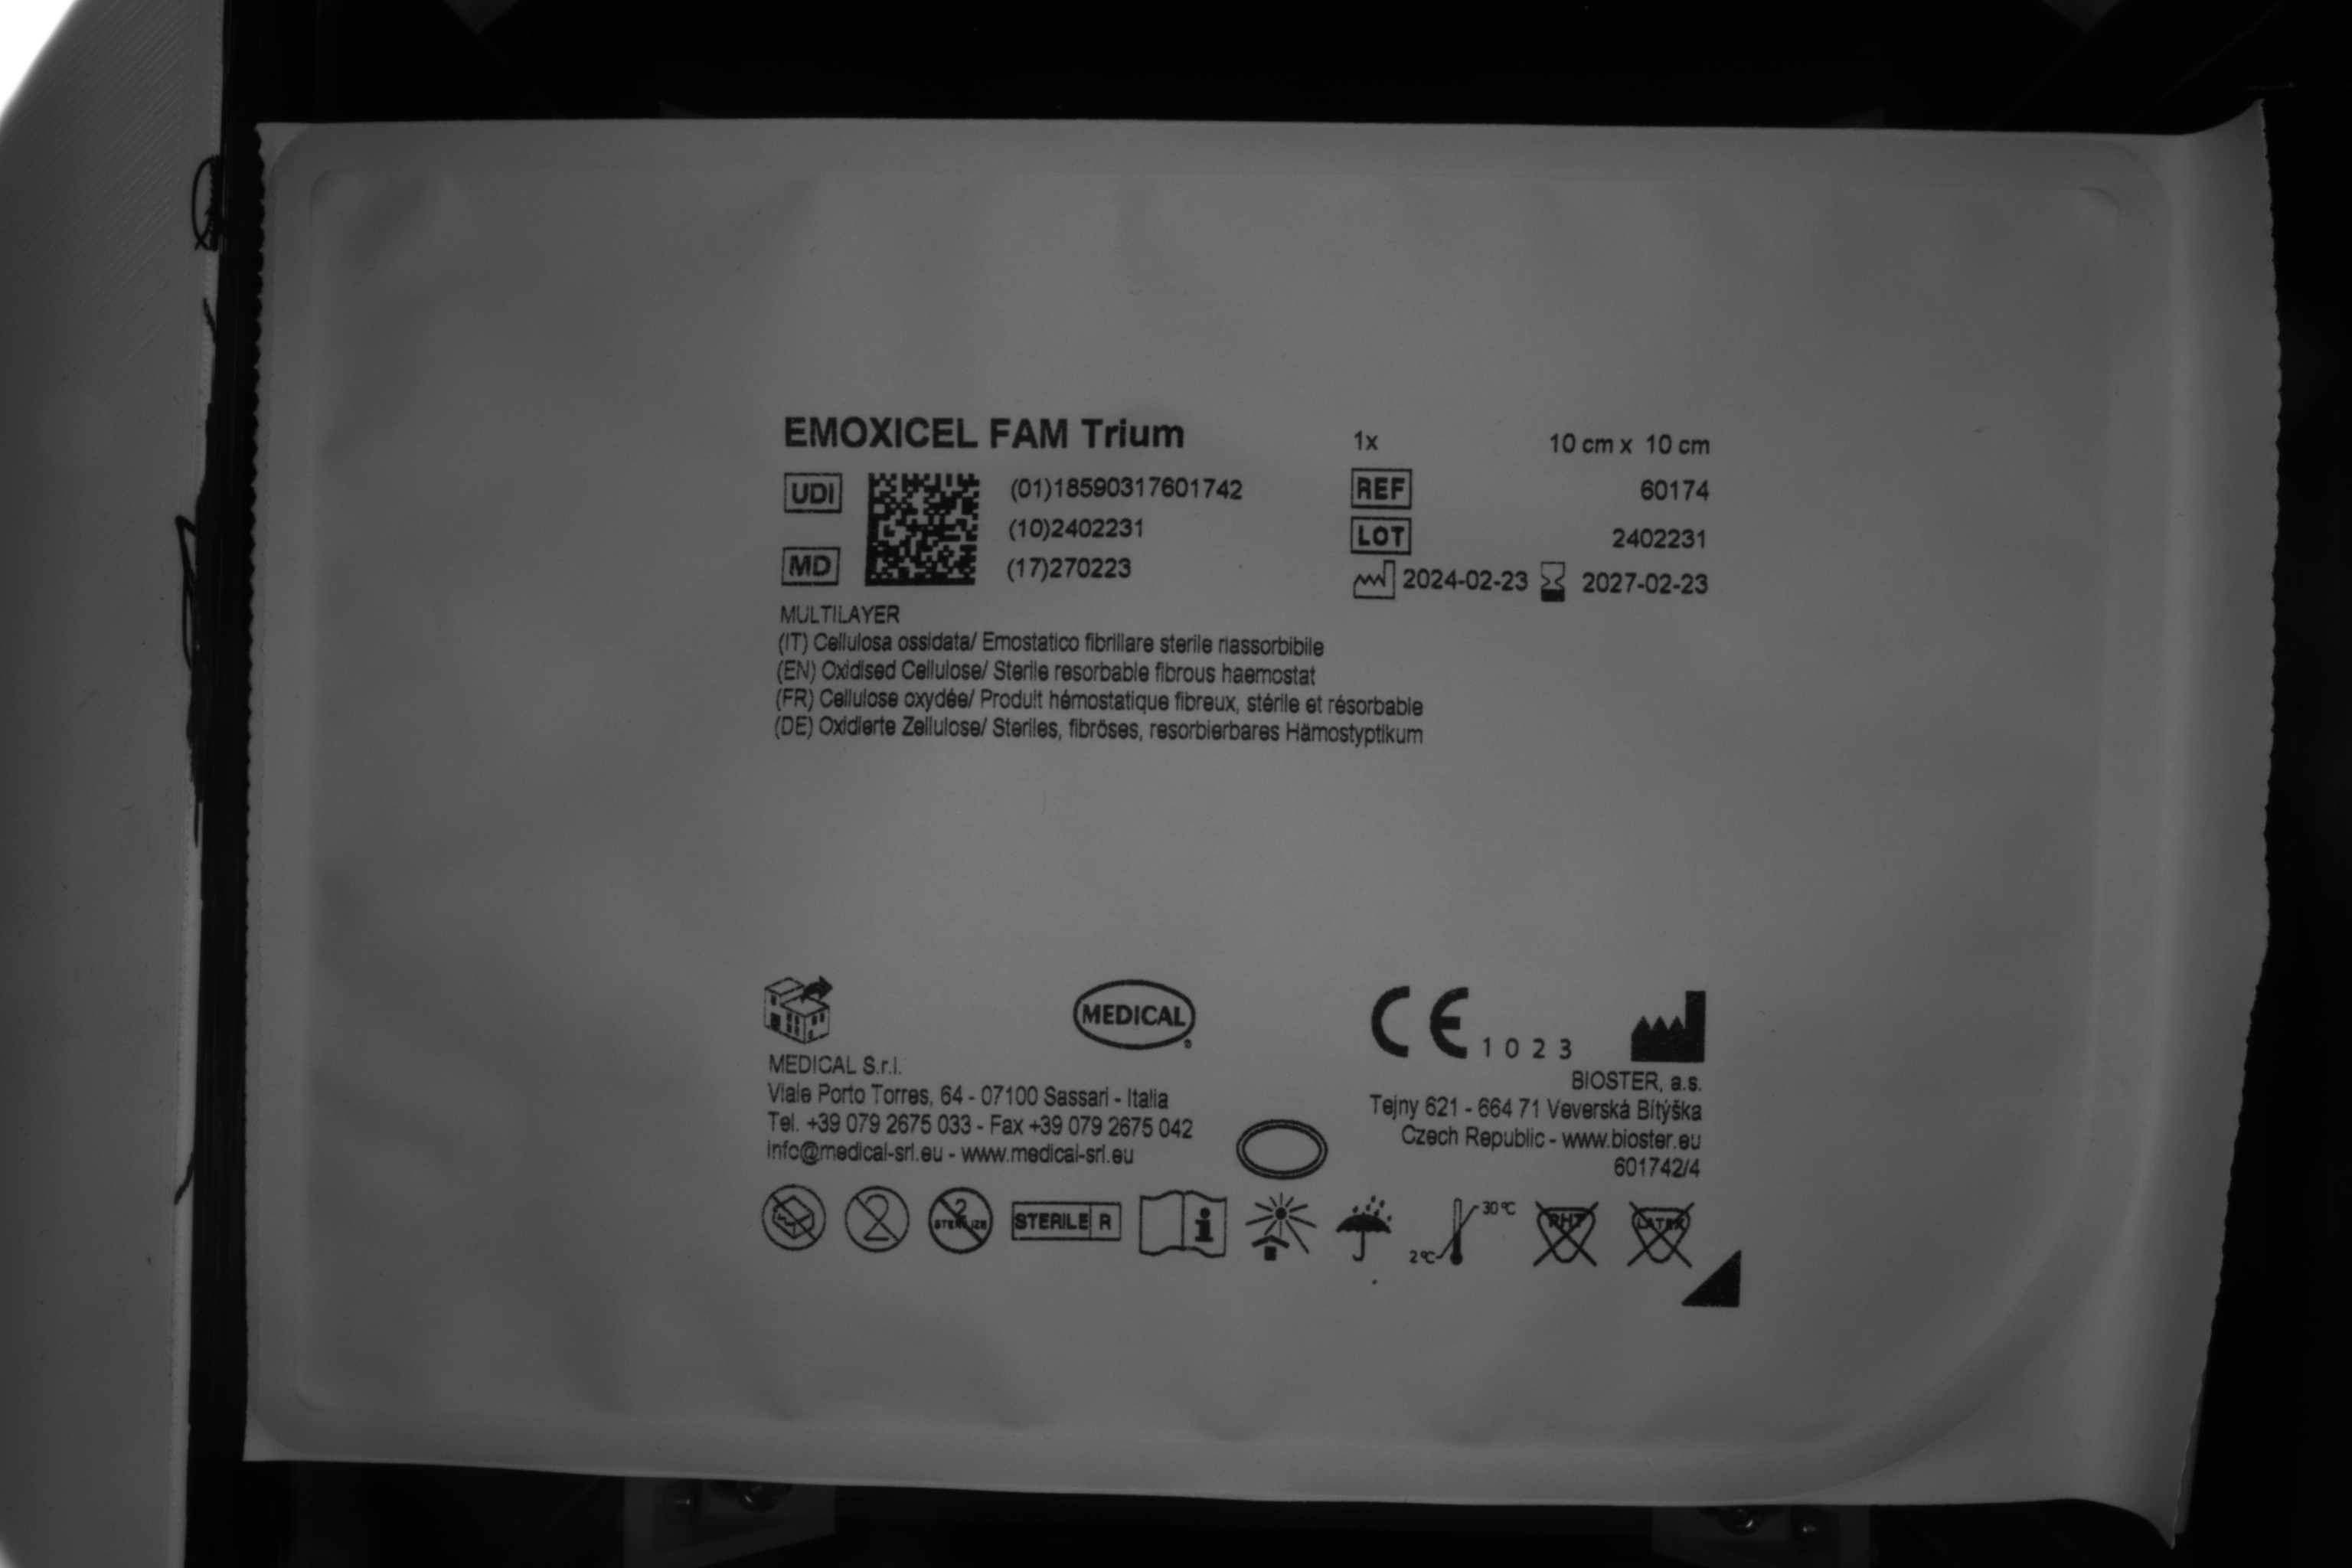 EMOXICEL FAM Trium
1x 10 cm x 10 cm
UDI (01)18590317601742
(10)2402231
MD (17)270223
REF 60174
LOT 2402231
2024-02-23 2027-02-23
MULTILAYER
(IT) Cellulosa ossidata/ Emostatico fibrillare sterile riassorbibile
(EN) Oxidised Cellulose/ Sterile resorbable fibrous haemostat
(FR) Cellulose oxydée/ Produit hémostatique fibreux, stérile et résorbable
(DE) Oxidierte Zellulose/ Steriles, fibröses, resorbierbares Hämostyptikum
MEDICAL
CE 1023
MEDICAL S.r.l.
Viale Porto Torres, 64 - 07100 Sassari - Italia
Tel. +39 079 2675 033 - Fax +39 079 2675 042
info@medical-srl.eu - www.medical-srl.eu
BIOSTER, a.s.
Tejny 621 - 664 71 Veverská Bítýška
Czech Republic - www.bioster.eu
601742/4
2
2 STERILIZE
STERILE R
i
2°C 30°C
PHT
LATEX